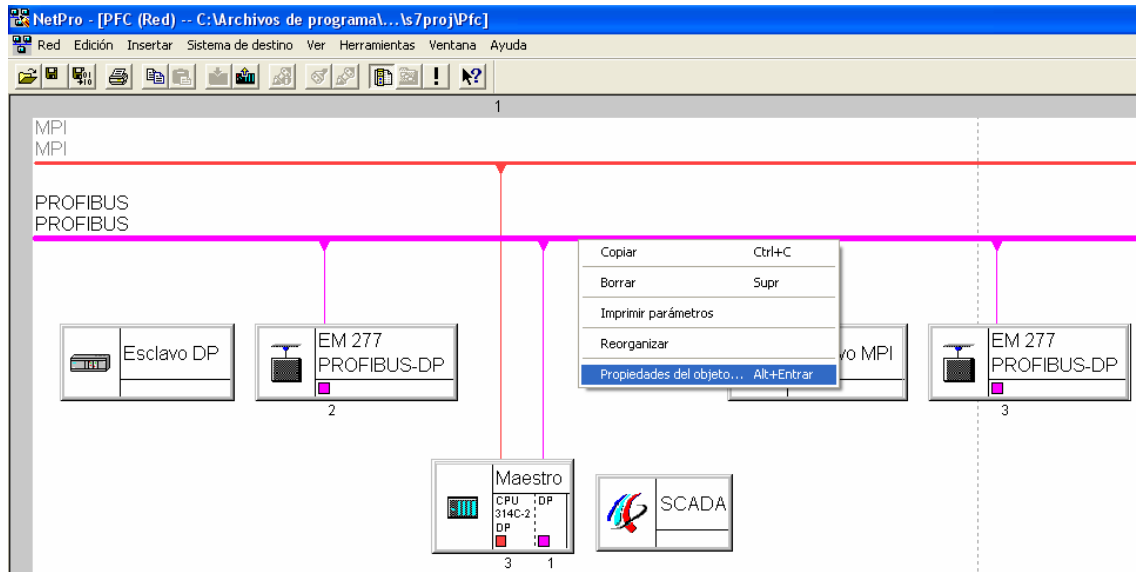 NetPro - [PFC (Red) -- C:\Archivos de programa\...\s7proj\Pfc]
Red Edición Insertar Sistema de destino Ver Herramientas Ventana Ayuda
1
MPI
MPI
PROFIBUS
PROFIBUS
Copiar Ctrl+C
Borrar Supr
Imprimir parámetros
Reorganizar
Propiedades del objeto... Alt+Entrar
Esclavo DP
EM 277
PROFIBUS-DP
2
vo MPI
EM 277
PROFIBUS-DP
3
Maestro
CPU DP
314C-2
DP
3 1
SCADA